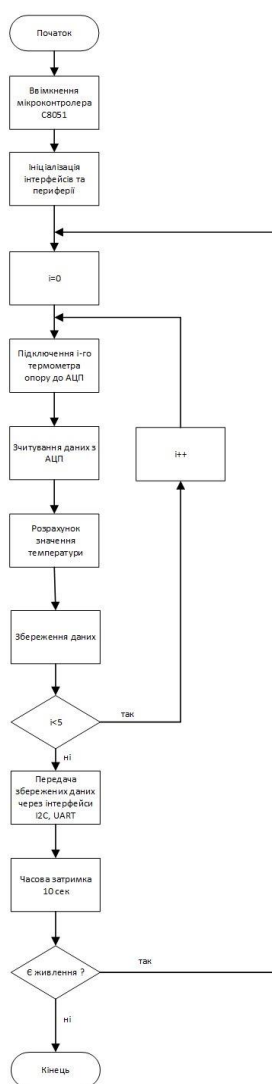 Початок
Ввімкнення
мікроконтролера
C8051
Ініціалізація
інтерфейсів та
периферії
i=0
Підключення i-го
термометра
опору до АЦП
Зчитування даних з
АЦП
i++
Розрахунок
значення
температури
Збереження даних
i<5
так
ні
Передача
збережених даних
через інтерфейси
I2C, UART
Часова затримка
10 сек
Є живлення ?
так
ні
Кінець